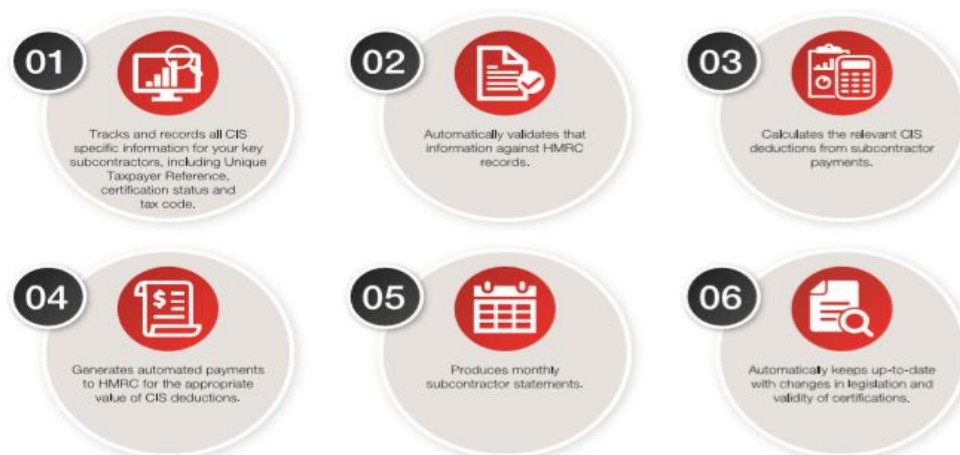 01
Tracks and records all CIS
specific information for your key
subcontractors, including Unique
Taxpayer Reference,
certification status and
tax code.
02
Automatically validates that
information against HMRC
records.
03
Calculates the relevant CIS
deductions from subcontractor
payments.
04
$
Generates automated payments
to HMRC for the appropriate
value of CIS deductions.
05
Produces monthly
subcontractor statements.
06
Automatically keeps up-to-date
with changes in legislation and
validity of certifications.